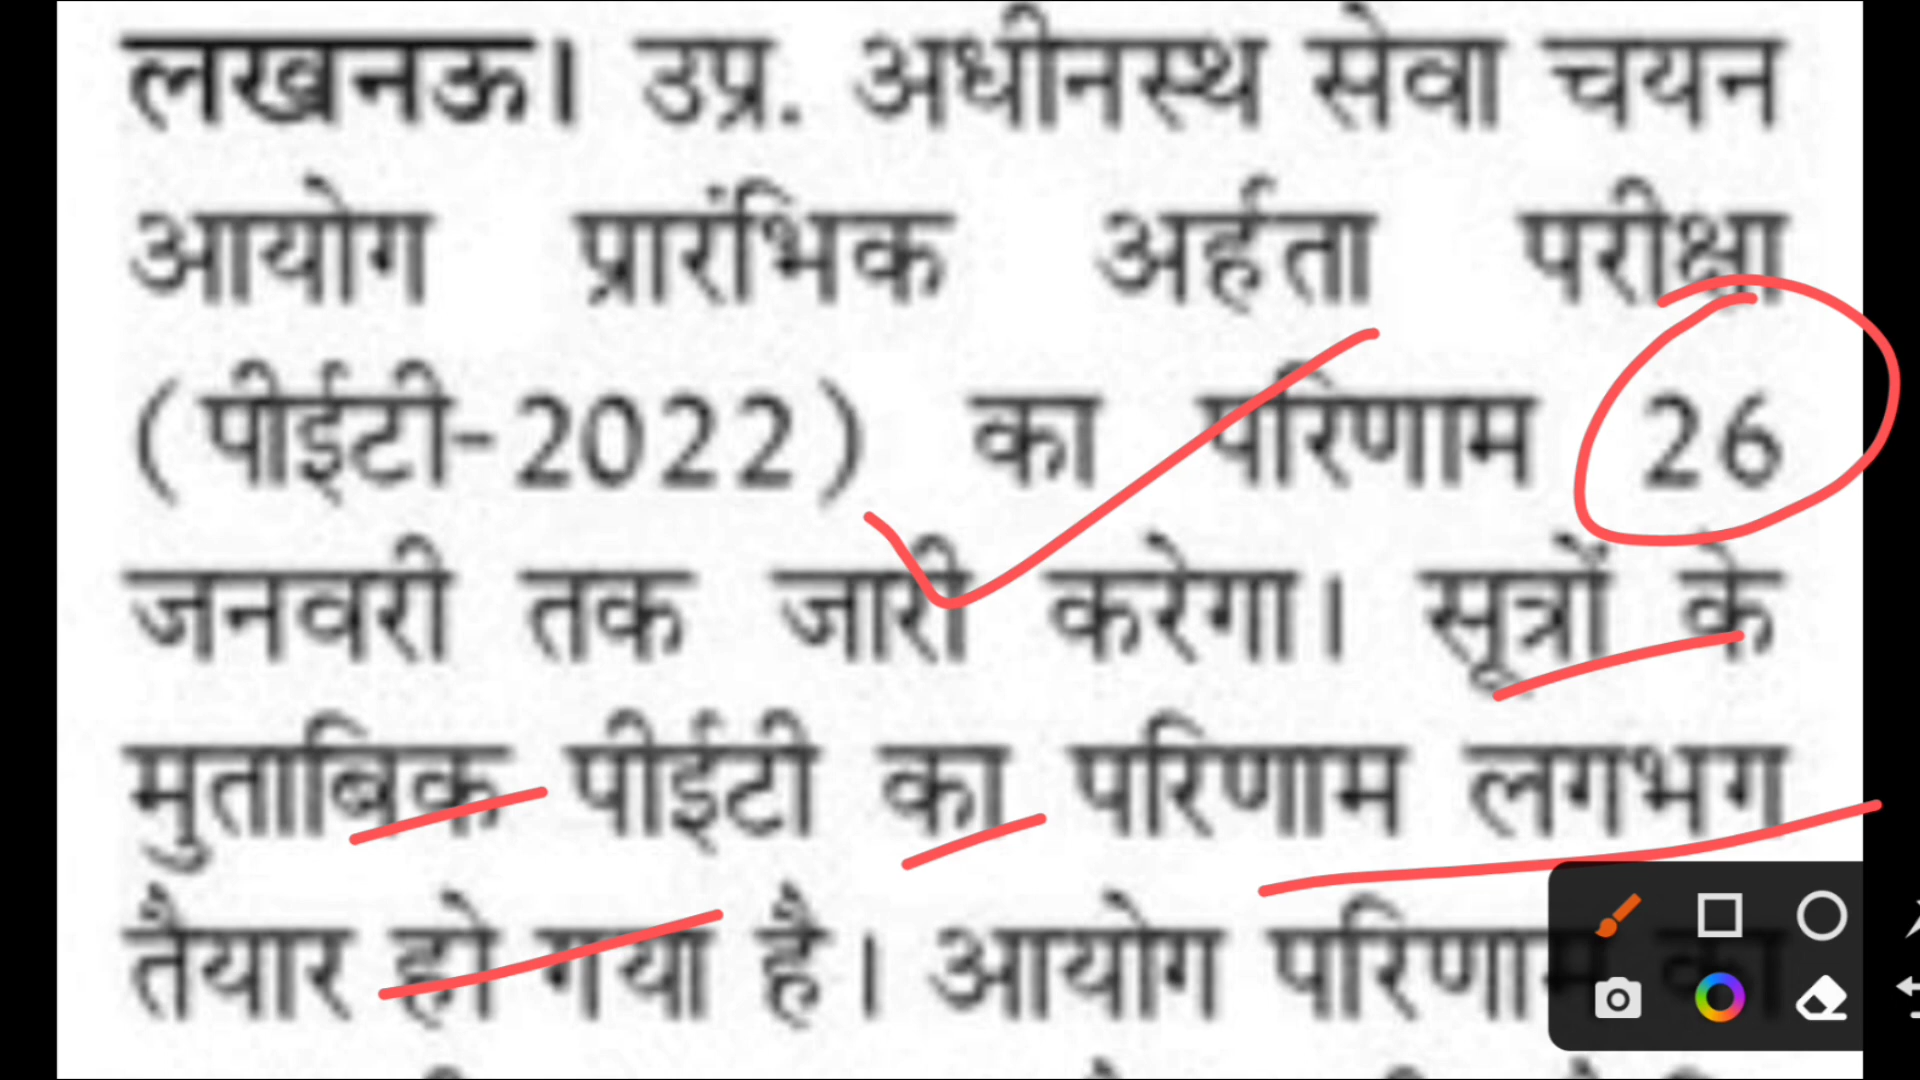 लखनऊ। उप्र. अधीनस्थ सेवा चयन
आयोग प्रारंभिक अर्हता परीक्षा
(पीईटी-2022) का परिणाम 26
जनवरी तक जारी करेगा। सूत्रों के
मुताबिक पीईटी का परिणाम लगभग
तैयार हो गया है। आयोग परिणाम का